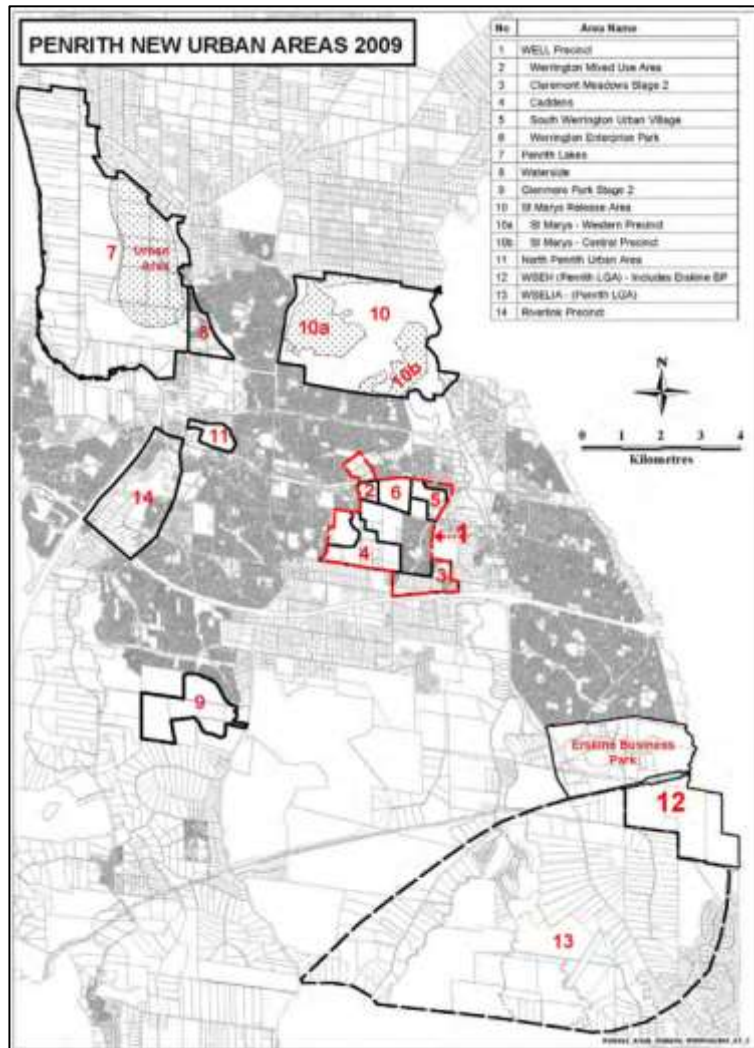 PENRITH NEW URBAN AREAS 2009
No Area Name
1 WELL Precinct
2 Werrington Mixed Use Area
3 Claremont Meadows Stage 2
4 Caddens
5 South Werrington Urban Village
6 Werrington Enterprise Park
7 Penrith Lakes
8 Waterside
9 Glenmore Park Stage 2
10 St Marys Release Area
10a St Marys - Western Precinct
10b St Marys - Central Precinct
11 North Penrith Urban Area
12 WSEH (Penrith LGA) - Includes Erskine BP
13 WSELIA - (Penrith LGA)
14 Riverlink Precinct
7
Urban
Area
8
10
10a
10b
N
0 1 2 3 4
Kilometres
11
14
2
6
5
1
4
3
9
Erskine Business
Park
12
13